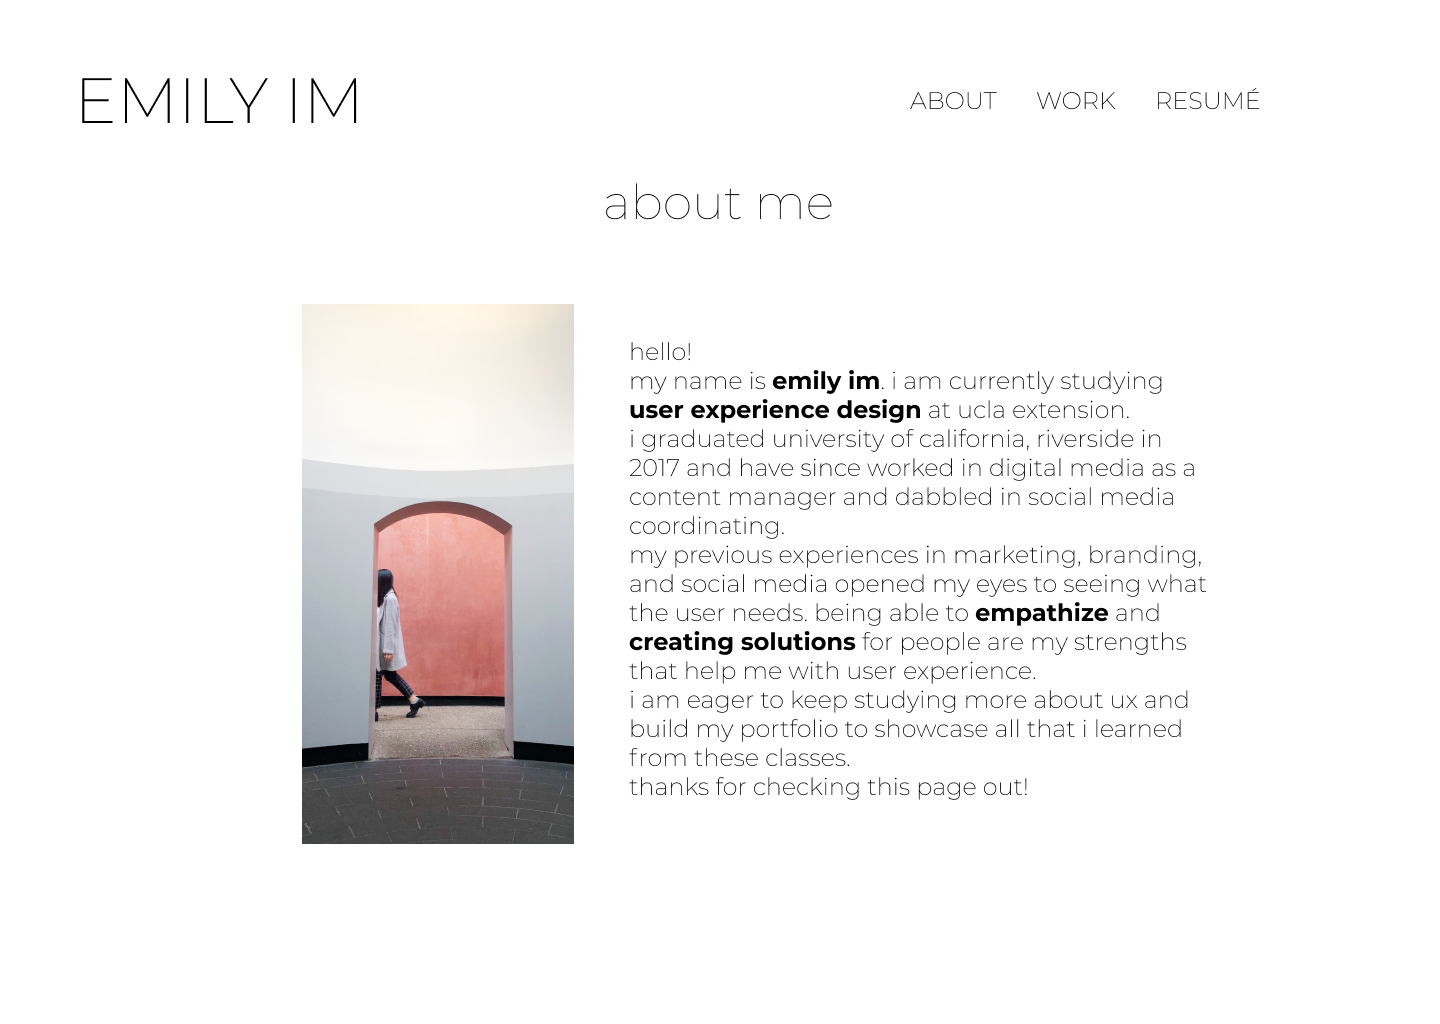 EMILY IM
ABOUT WORK RESUMÉ
about me
hello!
my name is emily im. i am currently studying
user experience design at ucla extension.
i graduated university of california, riverside in
2017 and have since worked in digital media as a
content manager and dabbled in social media
coordinating.
my previous experiences in marketing, branding,
and social media opened my eyes to seeing what
the user needs. being able to empathize and
creating solutions for people are my strengths
that help me with user experience.
i am eager to keep studying more about ux and
build my portfolio to showcase all that i learned
from these classes.
thanks for checking this page out!